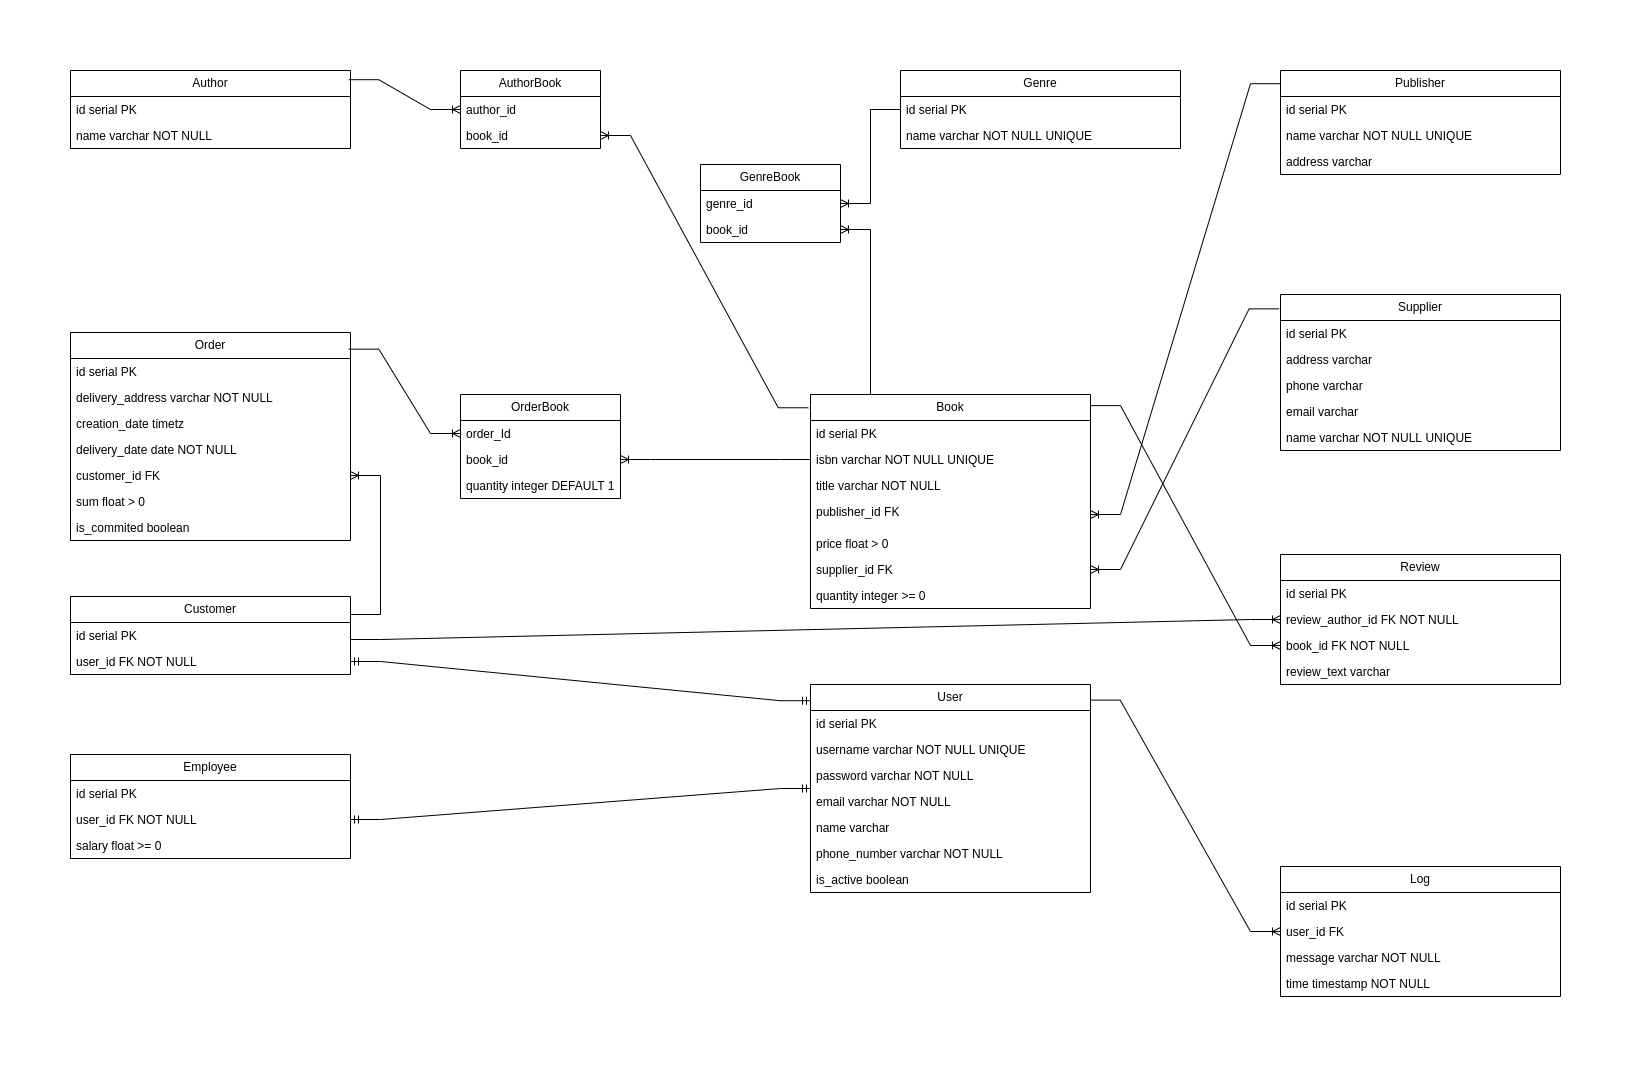 Author
id serial PK
name varchar NOT NULL
AuthorBook
author_id
book_id
Genre
id serial PK
name varchar NOT NULL UNIQUE
Publisher
id serial PK
name varchar NOT NULL UNIQUE
address varchar
GenreBook
genre_id
book_id
Supplier
id serial PK
address varchar
phone varchar
email varchar
name varchar NOT NULL UNIQUE
Order
id serial PK
delivery_address varchar NOT NULL
creation_date timetz
delivery_date date NOT NULL
customer_id FK
sum float > 0
is_commited boolean
OrderBook
order_Id
book_id
quantity integer DEFAULT 1
Book
id serial PK
isbn varchar NOT NULL UNIQUE
title varchar NOT NULL
publisher_id FK
price float > 0
supplier_id FK
quantity integer >= 0
Review
id serial PK
review_author_id FK NOT NULL
book_id FK NOT NULL
review_text varchar
Customer
id serial PK
user_id FK NOT NULL
User
id serial PK
username varchar NOT NULL UNIQUE
password varchar NOT NULL
email varchar NOT NULL
name varchar
phone_number varchar NOT NULL
is_active boolean
Employee
id serial PK
user_id FK NOT NULL
salary float >= 0
Log
id serial PK
user_id FK
message varchar NOT NULL
time timestamp NOT NULL